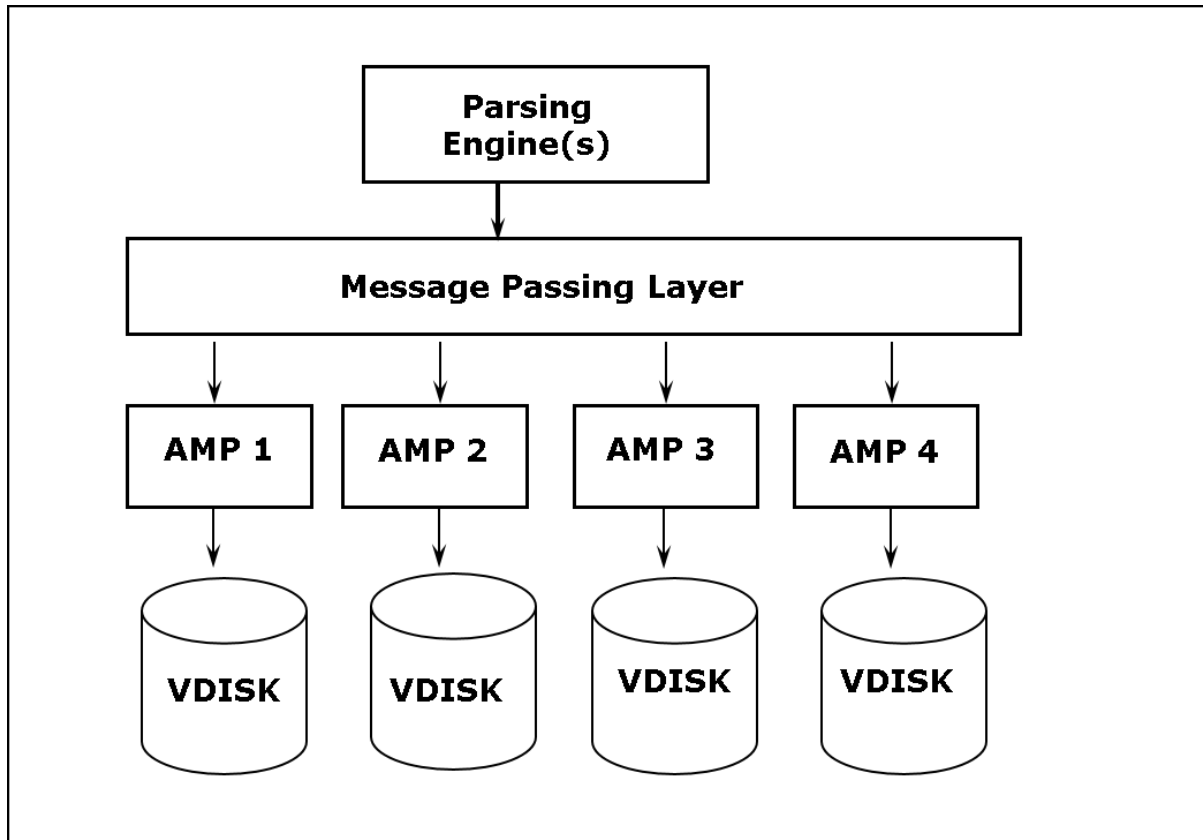 Parsing
Engine(s)
Message Passing Layer
AMP 1
AMP 2
AMP 3
AMP 4
VDISK
VDISK
VDISK
VDISK